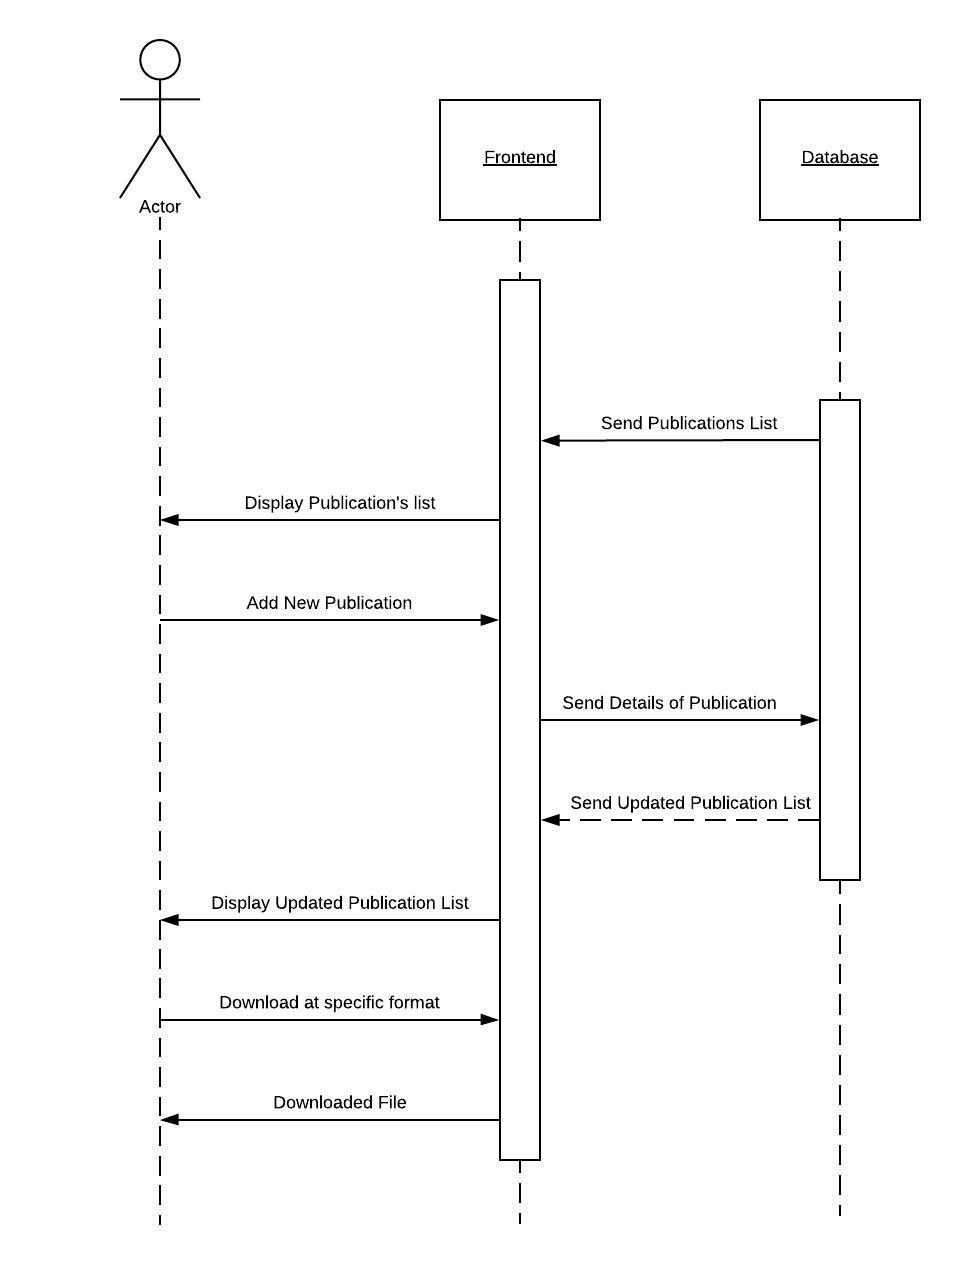 Actor
Frontend
Database
Send Publications List
Display Publication's list
Add New Publication
Send Details of Publication
Send Updated Publication List
Display Updated Publication List
Download at specific format
Downloaded File